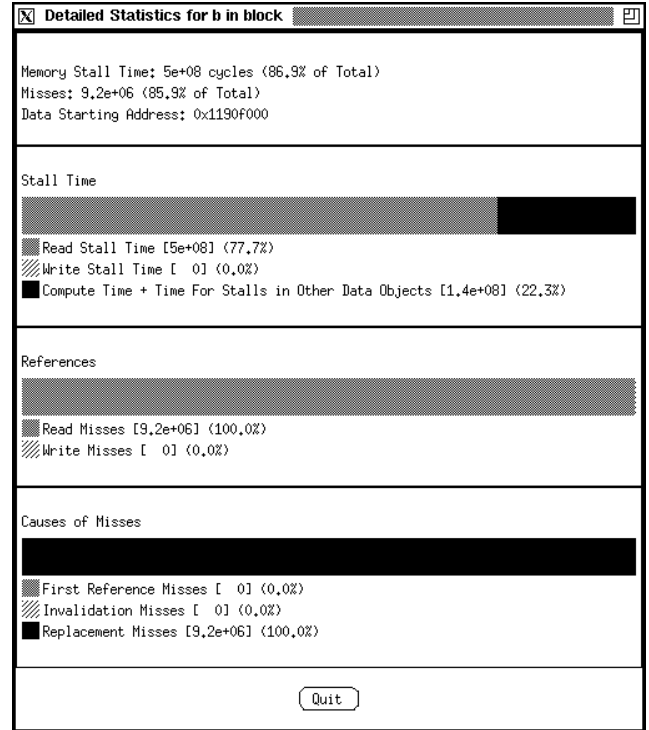 X Detailed Statistics for b in block
Memory Stall Time: 5e+08 cycles (86.9% of Total)
Misses: 9.2e+06 (85.9% of Total)
Data Starting Address: 0x1190f000
Stall Time
Read Stall Time [5e+08] (77.7%)
Write Stall Time [  0] (0.0%)
Compute Time + Time For Stalls in Other Data Objects [1.4e+08] (22.3%)
References
Read Misses [9.2e+06] (100.0%)
Write Misses [  0] (0.0%)
Causes of Misses
First Reference Misses [  0] (0.0%)
Invalidation Misses [  0] (0.0%)
Replacement Misses [9.2e+06] (100.0%)
Quit